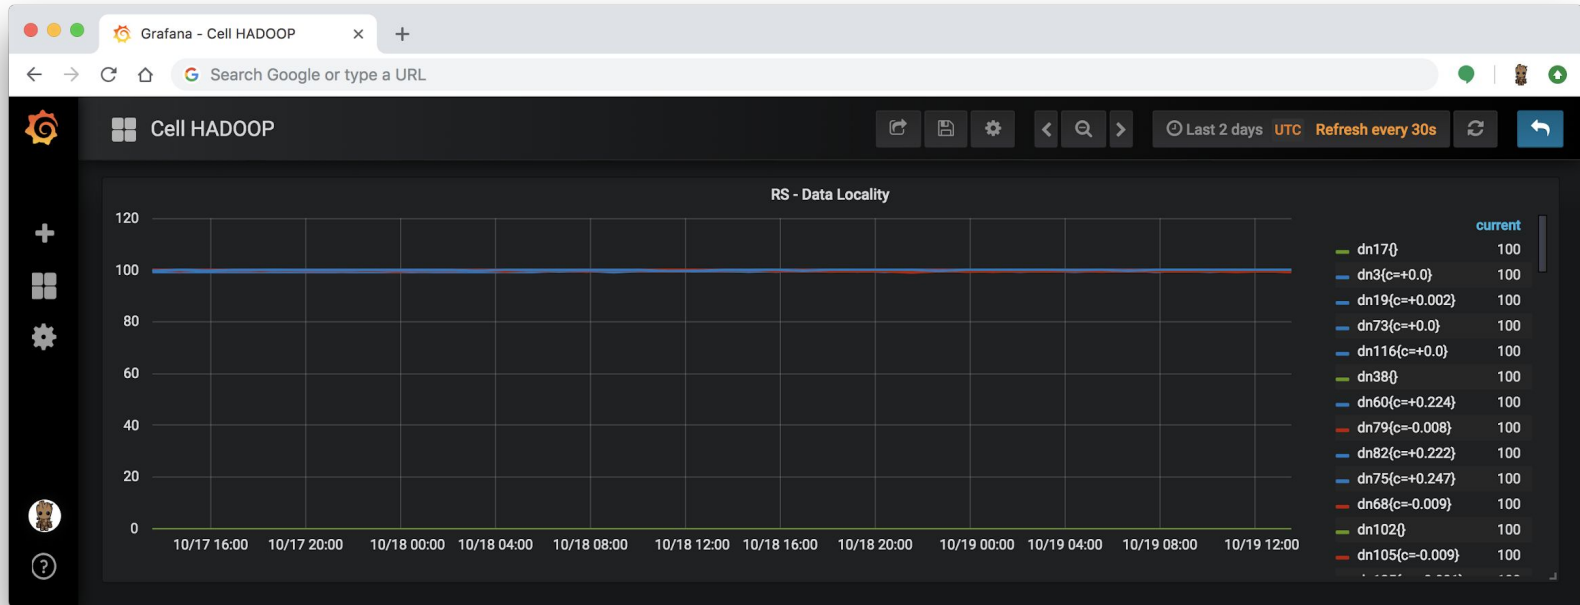 Grafana - Cell HADOOP
Search Google or type a URL
Cell HADOOP
Last 2 days UTC Refresh every 30s
RS - Data Locality
120
100
80
60
40
20
0
10/17 16:00 10/17 20:00 10/18 00:00 10/18 04:00 10/18 08:00 10/18 12:00 10/18 16:00 10/18 20:00 10/19 00:00 10/19 04:00 10/19 08:00 10/19 12:00
current
dn17{} 100
dn3{c=+0.0} 100
dn19{c=+0.002} 100
dn73{c=+0.0} 100
dn116{c=+0.0} 100
dn38{} 100
dn60{c=+0.224} 100
dn79{c=-0.008} 100
dn82{c=+0.222} 100
dn75{c=+0.247} 100
dn68{c=-0.009} 100
dn102{} 100
dn105{c=-0.009} 100